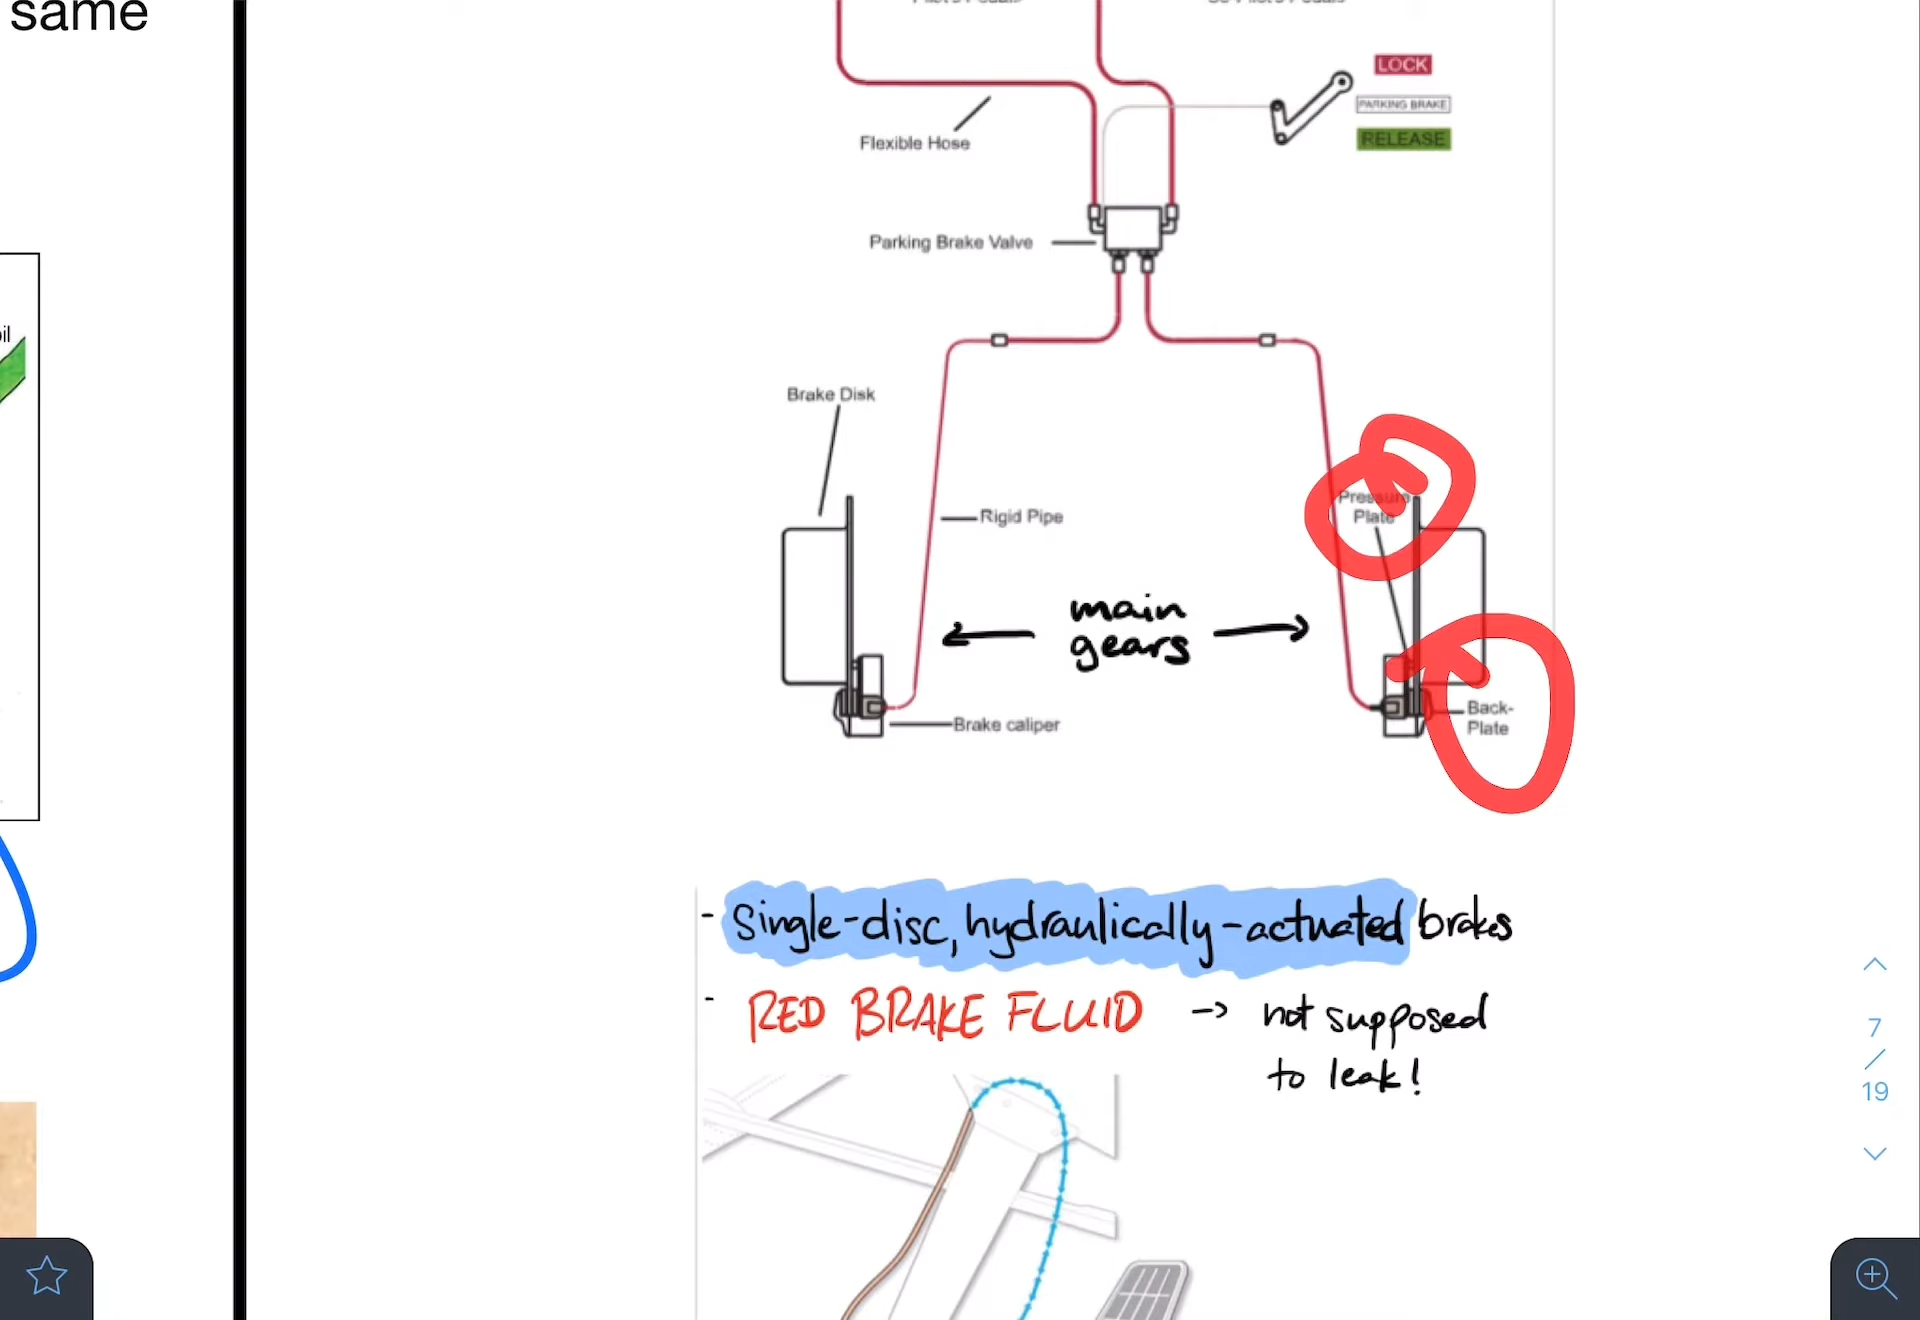 same
il
LOCK
PARKING BRAKE
RELEASE
Flexible Hose
Parking Brake Valve
Brake Disk
Pressure
Plate
Rigid Pipe
main
gears
Back-
Plate
Brake caliper
- Single-disc, hydraulically-actuated brakes
- RED BRAKE FLUID -> not supposed
to leak!
7
/
19